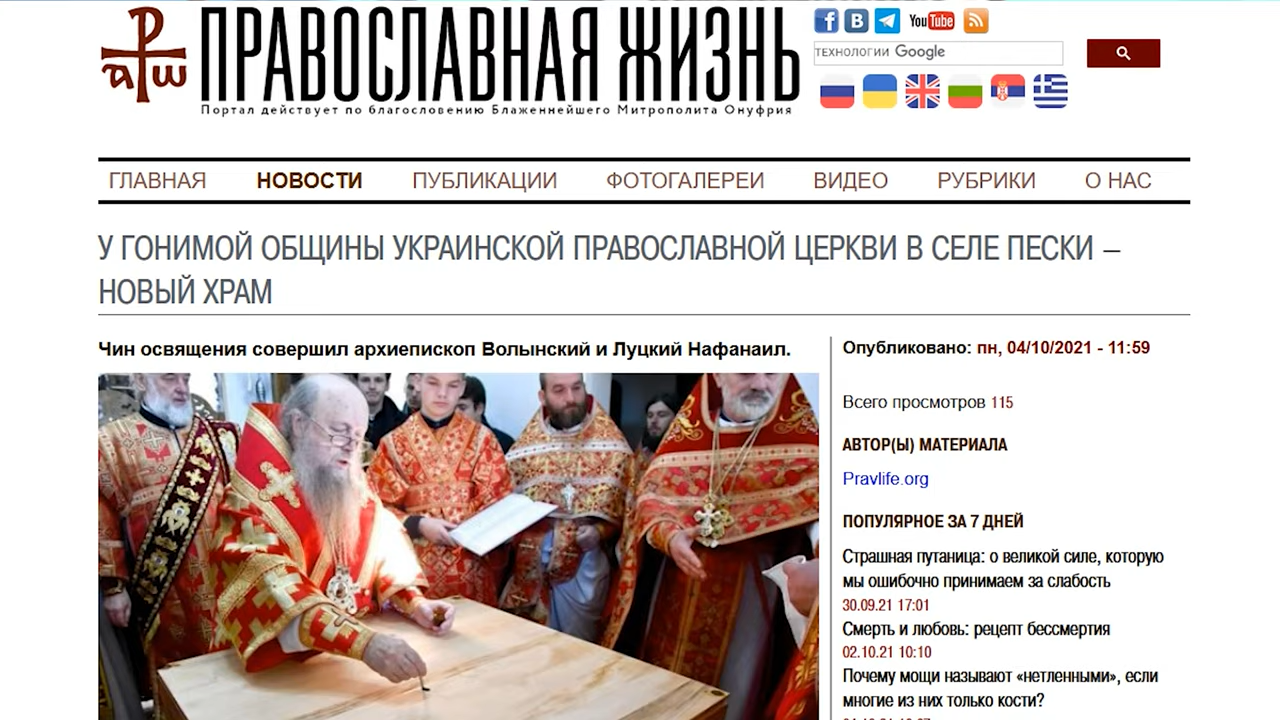 ПРАВОСЛАВНАЯ ЖИЗНЬ
Портал действует по благословению Блаженнейшего Митрополита Онуфрия
You Tube
ТЕХНОЛОГИИ Google
ГЛАВНАЯ НОВОСТИ ПУБЛИКАЦИИ ФОТОГАЛЕРЕИ ВИДЕО РУБРИКИ О НАС
У ГОНИМОЙ ОБЩИНЫ УКРАИНСКОЙ ПРАВОСЛАВНОЙ ЦЕРКВИ В СЕЛЕ ПЕСКИ –
НОВЫЙ ХРАМ
Чин освящения совершил архиепископ Волынский и Луцкий Нафанаил.
Опубликовано: пн, 04/10/2021 - 11:59
Всего просмотров 115
АВТОР(Ы) МАТЕРИАЛА
Pravlife.org
ПОПУЛЯРНОЕ ЗА 7 ДНЕЙ
Страшная путаница: о великой силе, которую
мы ошибочно принимаем за слабость
30.09.21 17:01
Смерть и любовь: рецепт бессмертия
02.10.21 10:10
Почему мощи называют «нетленными», если
многие из них только кости?